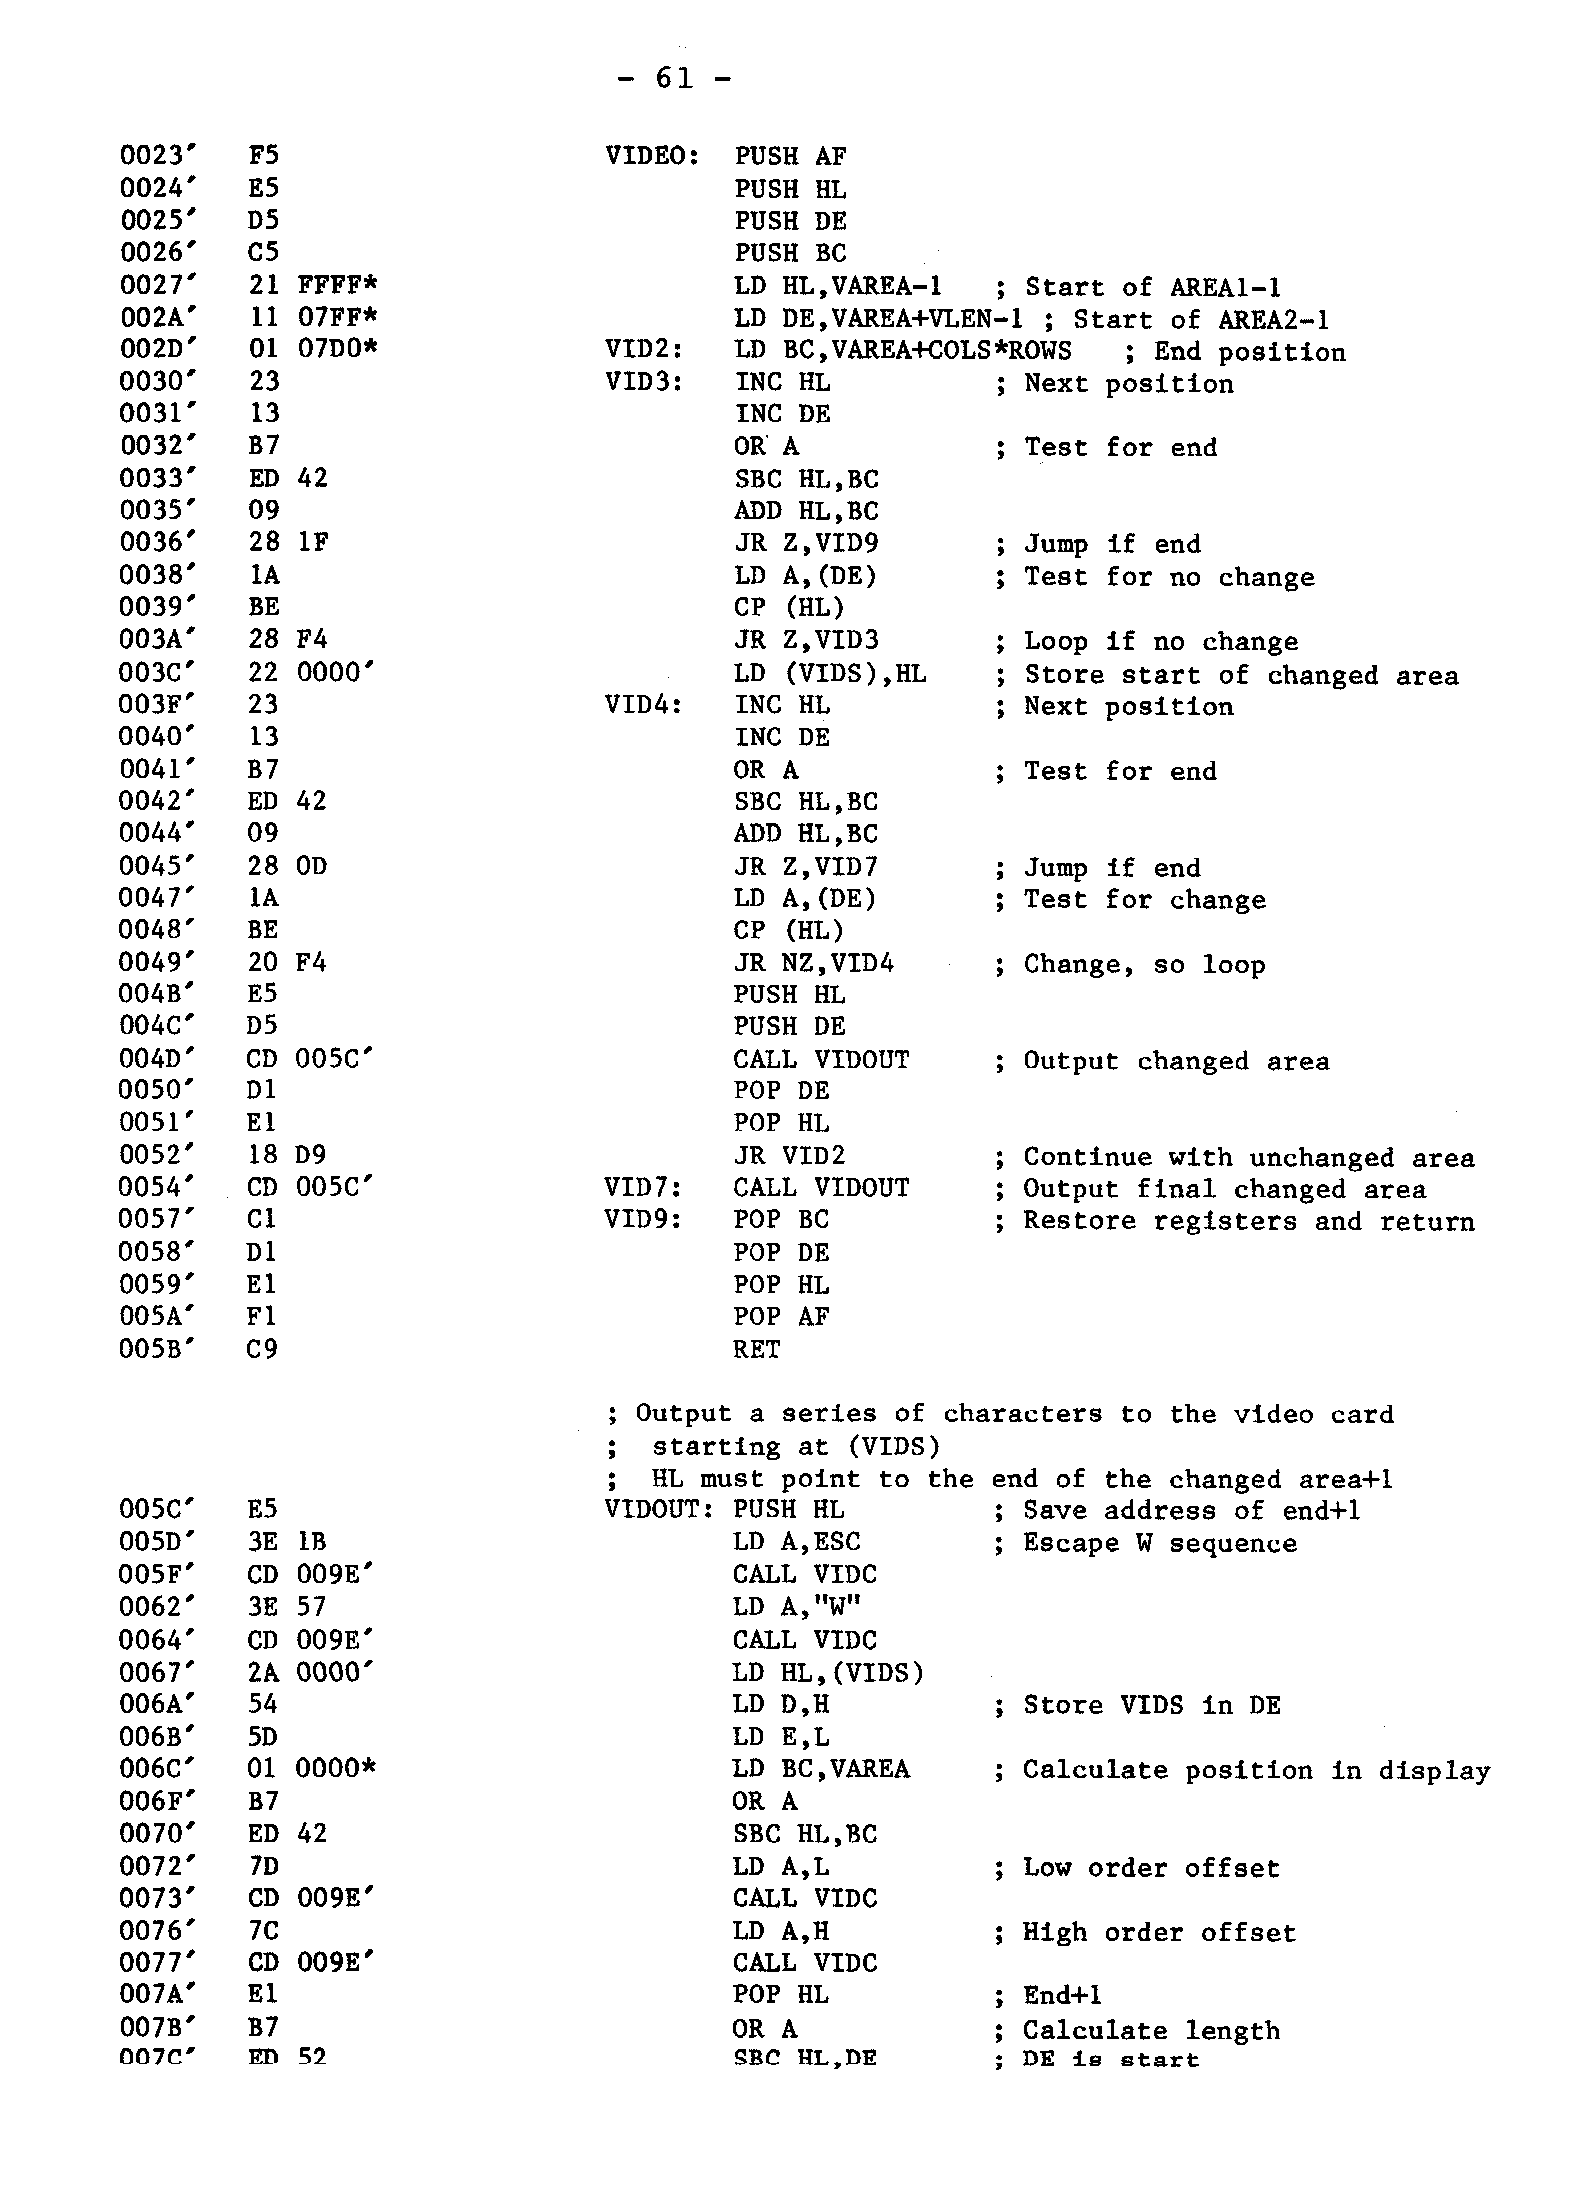 - 61 -
0023' F5 VIDEO: PUSH AF
0024' E5 PUSH HL
0025' D5 PUSH DE
0026' C5 PUSH BC
0027' 21 FFFF* LD HL,VAREA-1 ; Start of AREA1-1
002A' 11 07FF* LD DE,VAREA+VLEN-1 ; Start of AREA2-1
002D' 01 07D0* VID2: LD BC,VAREA+COLS*ROWS ; End position
0030' 23 VID3: INC HL ; Next position
0031' 13 INC DE
0032' B7 OR A ; Test for end
0033' ED 42 SBC HL,BC
0035' 09 ADD HL,BC
0036' 28 1F JR Z,VID9 ; Jump if end
0038' 1A LD A,(DE) ; Test for no change
0039' BE CP (HL)
003A' 28 F4 JR Z,VID3 ; Loop if no change
003C' 22 0000' LD (VIDS),HL ; Store start of changed area
003F' 23 VID4: INC HL ; Next position
0040' 13 INC DE
0041' B7 OR A ; Test for end
0042' ED 42 SBC HL,BC
0044' 09 ADD HL,BC
0045' 28 0D JR Z,VID7 ; Jump if end
0047' 1A LD A,(DE) ; Test for change
0048' BE CP (HL)
0049' 20 F4 JR NZ,VID4 ; Change, so loop
004B' E5 PUSH HL
004C' D5 PUSH DE
004D' CD 005C' CALL VIDOUT ; Output changed area
0050' D1 POP DE
0051' E1 POP HL
0052' 18 D9 JR VID2 ; Continue with unchanged area
0054' CD 005C' VID7: CALL VIDOUT ; Output final changed area
0057' C1 VID9: POP BC ; Restore registers and return
0058' D1 POP DE
0059' E1 POP HL
005A' F1 POP AF
005B' C9 RET
; Output a series of characters to the video card
; starting at (VIDS)
; HL must point to the end of the changed area+1
005C' E5 VIDOUT: PUSH HL ; Save address of end+1
005D' 3E 1B LD A,ESC ; Escape W sequence
005F' CD 009E' CALL VIDC
0062' 3E 57 LD A,"W"
0064' CD 009E' CALL VIDC
0067' 2A 0000' LD HL,(VIDS)
006A' 54 LD D,H ; Store VIDS in DE
006B' 5D LD E,L
006C' 01 0000* LD BC,VAREA ; Calculate position in display
006F' B7 OR A
0070' ED 42 SBC HL,BC
0072' 7D LD A,L ; Low order offset
0073' CD 009E' CALL VIDC
0076' 7C LD A,H ; High order offset
0077' CD 009E' CALL VIDC
007A' E1 POP HL ; End+1
007B' B7 OR A ; Calculate length
007C' ED 52 SBC HL,DE ; DE is start